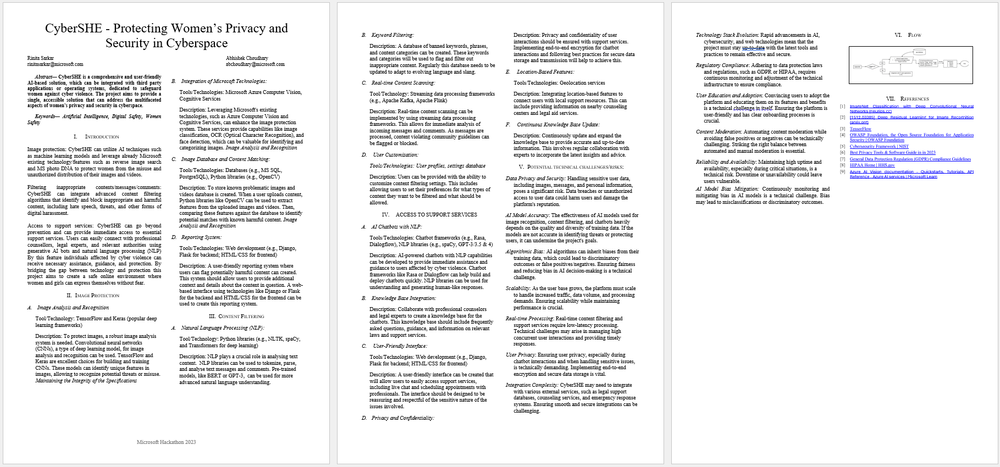 CyberSHE - Protecting Women’s Privacy and
Security in Cyberspace
Rinita Sarkar
rinitasarkar@microsoft.com
Abhishek Choudhary
abchoudhary@microsoft.com
Abstract— CyberSHE is a comprehensive and user-friendly
AI-based solution, which can be integrated with third party
applications or operating systems, dedicated to safeguard
women against cyber violence. The project aims to provide a
single, accessible solution that can address the multifaceted
aspects of women's privacy and security in cyberspace.
Keywords— Artificial Intelligence, Digital Safety, Women
Safety
I. INTRODUCTION
Image protection: CyberSHE can utilize AI techniques such
as machine learning models and leverage already Microsoft
existing technology/features such as reverse image search
and MS photo DNA to protect women from the misuse and
unauthorized distribution of their images and videos.
Filtering inappropriate contents/messages/comments:
CyberSHE can integrate advanced content filtering
algorithms that identify and block inappropriate and harmful
content, including hate speech, threats, and other forms of
digital harassment.
Access to support services: CyberSHE can go beyond
prevention and can provide immediate access to essential
support services. Users can easily connect with professional
counsellors, legal experts, and relevant authorities using
generative AI bots and natural language processing (NLP)
By this feature individuals affected by cyber violence can
receive necessary assistance, guidance, and protection. By
bridging the gap between technology and protection this
project aims to create a safe online environment where
women and girls can express themselves without fear.
II. IMAGE PROTECTION
A. Image Analysis and Recognition
Tool/Technology: TensorFlow and Keras (popular deep
learning frameworks)
Description: To protect images, a robust image analysis
system is needed. Convolutional neural networks
(CNNs), a type of deep learning model, for image
analysis and recognition can be used. TensorFlow and
Keras are excellent choices for building and training
CNNs. These models can identify unique features in
images, allowing to recognize potential threats or misuse.
Maintaining the Integrity of the Specifications
B. Integration of Microsoft Technologies:
Tools/Technologies: Microsoft Azure Computer Vision,
Cognitive Services
Description: Leveraging Microsoft's existing
technologies, such as Azure Computer Vision and
Cognitive Services, can enhance the image protection
system. These services provide capabilities like image
classification, OCR (Optical Character Recognition), and
face detection, which can be valuable for identifying and
categorizing images. Image Analysis and Recognition
C. Image Database and Content Matching:
Tools/Technologies: Databases (e.g., MS SQL,
PostgreSQL), Python libraries (e.g., OpenCV)
Description: To store known problematic images and
videos database is created. When a user uploads content,
Python libraries like OpenCV can be used to extract
features from the uploaded images and videos. Then,
comparing these features against the database to identify
potential matches with known harmful content. Image
Analysis and Recognition
D. Reporting System:
Tools/Technologies: Web development (e.g., Django,
Flask for backend; HTML/CSS for frontend)
Description: A user-friendly reporting system where
users can flag potentially harmful content can created.
This system should allow users to provide additional
context and details about the content in question. A web-
based interface using technologies like Django or Flask
for the backend and HTML/CSS for the frontend can be
used to create this reporting system.
III. CONTENT FILTERING
A. Natural Language Processing (NLP):
Tool/Technology: Python libraries (e.g., NLTK, spaCy,
and Transformers for deep learning)
Description: NLP plays a crucial role in analysing text
content. NLP libraries can be used to tokenize, parse,
and analyse text messages and comments. Pre-trained
models, like BERT or GPT-3, can be used for more
advanced natural language understanding.
Microsoft Hackathon 2023
B. Keyword Filtering:
Description: A database of banned keywords, phrases,
and content categories can be created. These keywords
and categories will be used to flag and filter out
inappropriate content. Regularly this database needs to be
updated to adapt to evolving language and slang.
C. Real-time Content Scanning:
Tool/Technology: Streaming data processing frameworks
(e.g., Apache Kafka, Apache Flink)
Description: Real-time content scanning can be
implemented by using streaming data processing
frameworks. This allows for immediate analysis of
incoming messages and comments. As messages are
processed, content violating community guidelines can
be flagged or blocked.
D. User Customization:
Tools/Technologies: User profiles, settings database
Description: Users can be provided with the ability to
customize content filtering settings. This includes
allowing users to set their preferences for what types of
content they want to be filtered and what should be
allowed.
IV. ACCESS TO SUPPORT SERVICES
A. AI Chatbots with NLP:
Tools/Technologies: Chatbot frameworks (e.g., Rasa,
Dialogflow), NLP libraries (e.g., spaCy, GPT-3/3.5 & 4)
Description: AI-powered chatbots with NLP capabilities
can be developed to provide immediate assistance and
guidance to users affected by cyber violence. Chatbot
frameworks like Rasa or Dialogflow can help build and
deploy chatbots quickly. NLP libraries can be used for
understanding and generating human-like responses.
B. Knowledge Base Integration:
Description: Collaborate with professional counselors
and legal experts to create a knowledge base for the
chatbots. This knowledge base should include frequently
asked questions, guidance, and information on relevant
laws and support services.
C. User-Friendly Interface:
Tools/Technologies: Web development (e.g., Django,
Flask for backend; HTML/CSS for frontend)
Description: A user-friendly interface can be created that
will allow users to easily access support services,
including live chat and scheduling appointments with
professionals. The interface should be designed to be
reassuring and respectful of the sensitive nature of the
issues involved.
D. Privacy and Confidentiality:
Description: Privacy and confidentiality of user
interactions should be ensured with support services.
Implementing end-to-end encryption for chatbot
interactions and following best practices for secure data
storage and transmission will help to achieve this.
E. Location-Based Features:
Tools/Technologies: Geolocation services
Description: Integrating location-based features to
connect users with local support resources. This can
include providing information on nearby counseling
centers and legal aid services.
F. Continuous Knowledge Base Update:
Description: Continuously update and expand the
knowledge base to provide accurate and up-to-date
information. This involves regular collaboration with
experts to incorporate the latest insights and advice.
V. POTENTIAL TECHNICAL CHALLENGES/RISKS:
Data Privacy and Security: Handling sensitive user data,
including images, messages, and personal information,
poses a significant risk. Data breaches or unauthorized
access to user data could harm users and damage the
platform's reputation.
AI Model Accuracy: The effectiveness of AI models used for
image recognition, content filtering, and chatbots heavily
depends on the quality and diversity of training data. If the
models are not accurate in identifying threats or protecting
users, it can undermine the project's goals.
Algorithmic Bias: AI algorithms can inherit biases from their
training data, which could lead to discriminatory
outcomes or false positives/negatives. Ensuring fairness
and reducing bias in AI decision-making is a technical
challenge.
Scalability: As the user base grows, the platform must scale
to handle increased traffic, data volume, and processing
demands. Ensuring scalability while maintaining
performance is crucial.
Real-time Processing: Real-time content filtering and
support services require low-latency processing.
Technical challenges may arise in managing high
concurrent user interactions and providing timely
responses.
User Privacy: Ensuring user privacy, especially during
chatbot interactions and when handling sensitive issues,
is technically demanding. Implementing end-to-end
encryption and secure data storage is vital.
Integration Complexity: CyberSHE may need to integrate
with various external services, such as legal support
databases, counseling services, and emergency response
systems. Ensuring smooth and secure integrations can be
challenging.
Technology Stack Evolution: Rapid advancements in AI,
cybersecurity, and web technologies mean that the
project must stay up-to-date with the latest tools and
practices to remain effective and secure.
Regulatory Compliance: Adhering to data protection laws
and regulations, such as GDPR or HIPAA, requires
continuous monitoring and adjustment of the technical
infrastructure to ensure compliance.
User Education and Adoption: Convincing users to adopt the
platform and educating them on its features and benefits
is a technical challenge in itself. Ensuring the platform is
user-friendly and has clear onboarding processes is
crucial.
Content Moderation: Automating content moderation while
avoiding false positives or negatives can be technically
challenging. Striking the right balance between
automated and manual moderation is essential.
Reliability and Availability: Maintaining high uptime and
availability, especially during critical situations, is a
technical risk. Downtime or unavailability could leave
users vulnerable.
AI Model Bias Mitigation: Continuously monitoring and
mitigating bias in AI models is a technical challenge. Bias
may lead to misclassifications or discriminatory outcomes.
VI. FLOW
VII. REFERENCES
[1] ImageNet Classification with Deep Convolutional Neural
Networks (neurips.cc)
[2] [1512.03385] Deep Residual Learning for Image Recognition
(arxiv.org)
[3] TensorFlow
[4] OWASP Foundation, the Open Source Foundation for Application
Security | OWASP Foundation
[5] Cybersecurity Framework | NIST
[6] Best Privacy Tools & Software Guide in in 2023
[7] General Data Protection Regulation (GDPR) Compliance Guidelines
[8] HIPAA Home | HHS.gov
[9] Azure AI Vision documentation - Quickstarts, Tutorials, API
Reference - Azure AI services | Microsoft Learn